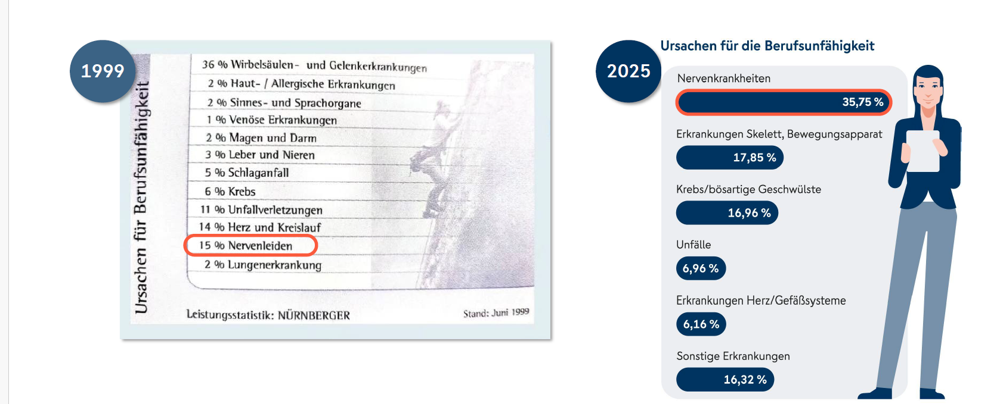 1999
Ursachen für Berufsunfähigkeit
36 % Wirbelsäulen- und Gelenkerkrankungen
2 % Haut- / Allergische Erkrankungen
2 % Sinnes- und Sprachorgane
1 % Venöse Erkrankungen
2 % Magen und Darm
3 % Leber und Nieren
5 % Schlaganfall
6 % Krebs
11 % Unfallverletzungen
14 % Herz und Kreislauf
15 % Nervenleiden
2 % Lungenerkrankung
Leistungsstatistik: NÜRNBERGER
Stand: Juni 1999
2025
Ursachen für die Berufsunfähigkeit
Nervenkrankheiten
35,75 %
Erkrankungen Skelett, Bewegungsapparat
17,85 %
Krebs/bösartige Geschwülste
16,96 %
Unfälle
6,96 %
Erkrankungen Herz/Gefäßsysteme
6,16 %
Sonstige Erkrankungen
16,32 %